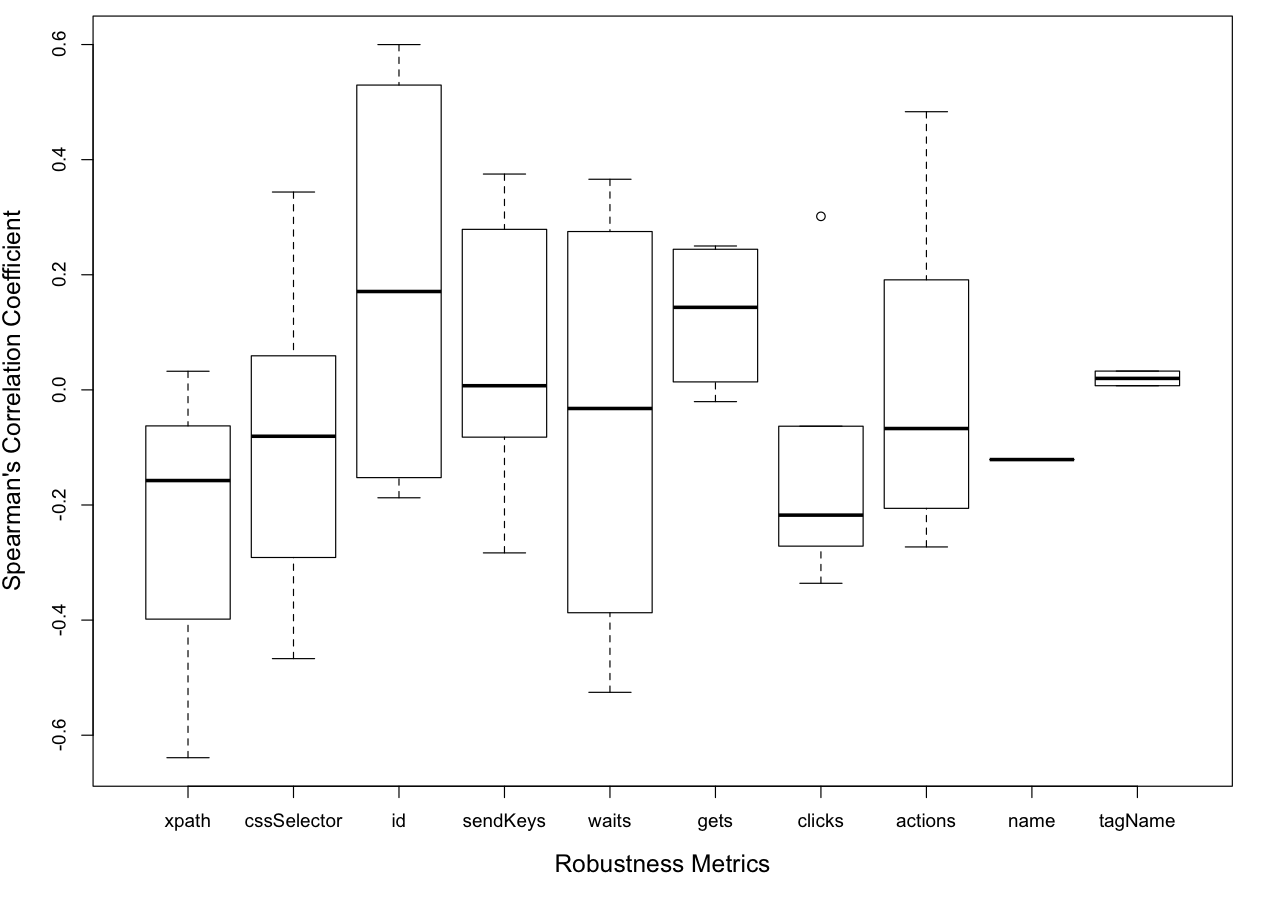 Spearman's Correlation Coefficient
0.6
0.4
0.2
0.0
-0.2
-0.4
-0.6
xpath cssSelector id sendKeys waits gets clicks actions name tagName
Robustness Metrics